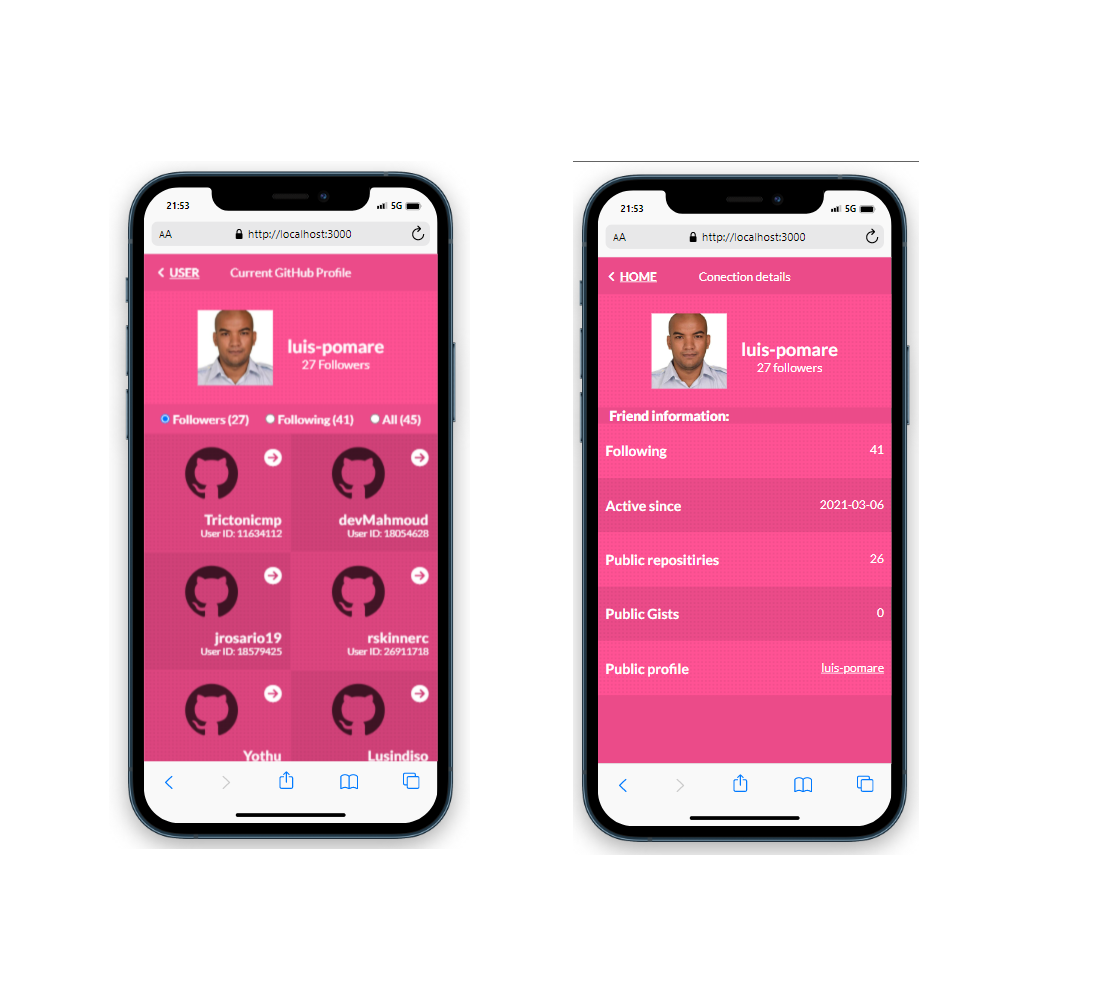 21:53
5G
AA
http://localhost:3000
USER
Current GitHub Profile
luis-pomare
27 Followers
Followers (27)
Following (41)
All (45)
Trictonicmp
User ID: 11634112
devMahmoud
User ID: 18054628
jrosario19
User ID: 18579425
rskinnerc
User ID: 26911718
Yothu
Lusindiso
21:53
5G
AA
http://localhost:3000
HOME
Conection details
luis-pomare
27 followers
Friend information:
Following
41
Active since
2021-03-06
Public repositiries
26
Public Gists
0
Public profile
luis-pomare